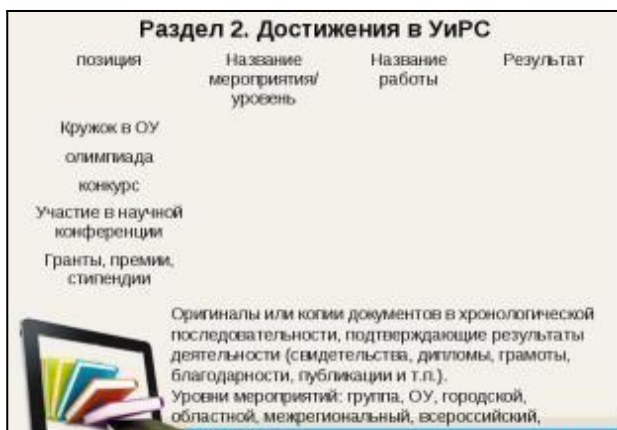 Раздел 2. Достижения в УиРС
позиция Название мероприятия/ уровень Название работы Результат
Кружок в ОУ
олимпиада
конкурс
Участие в научной
конференции
Гранты, премии,
стипендии
Оригиналы или копии документов в хронологической
последовательности, подтверждающие результаты
деятельности (свидетельства, дипломы, грамоты,
благодарности, публикации и т.п.).
Уровни мероприятий: группа, ОУ, городской,
областной, межрегиональный, всероссийский,